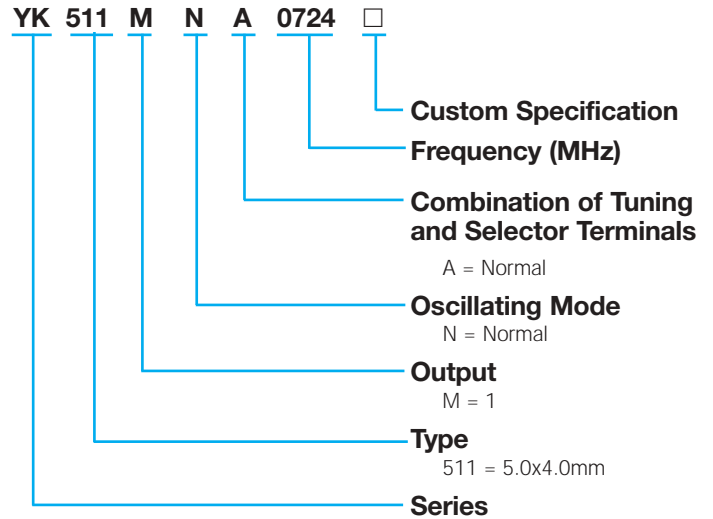 YK 511 M N A 0724 □
Custom Specification
Frequency (MHz)
Combination of Tuning
and Selector Terminals
A = Normal
Oscillating Mode
N = Normal
Output
M = 1
Type
511 = 5.0x4.0mm
Series